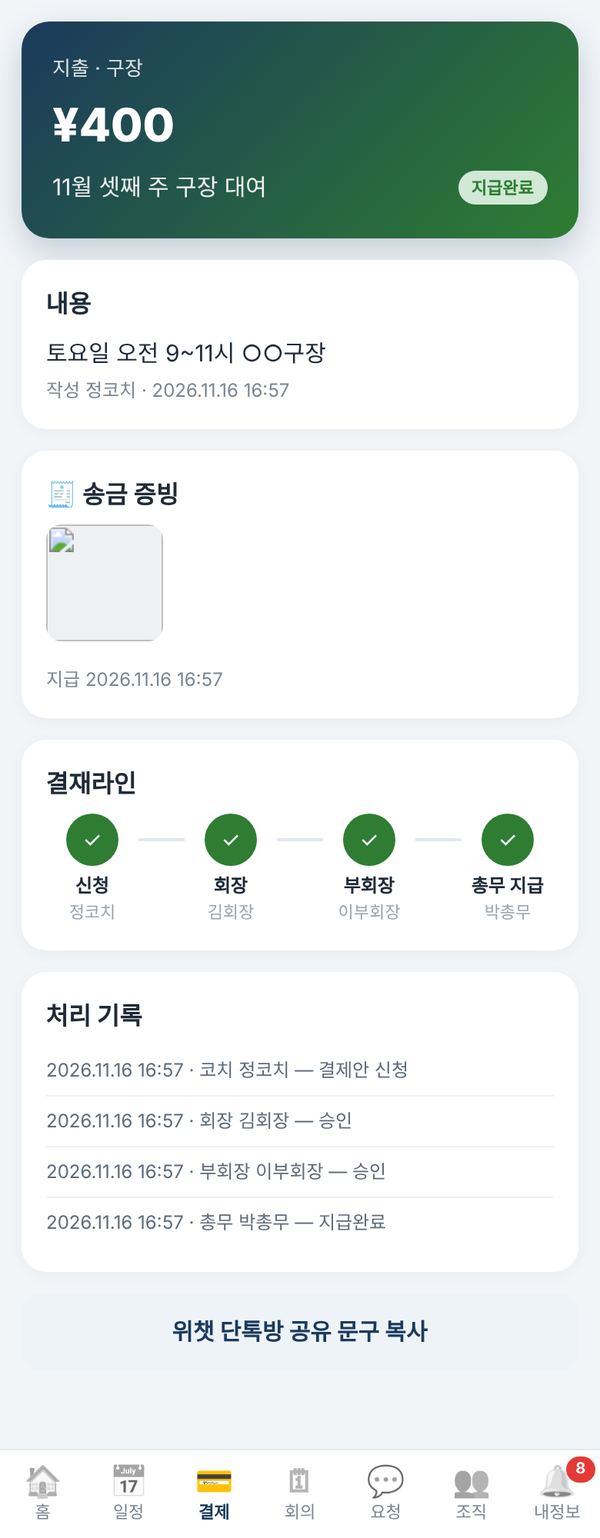 지출 · 구장
¥400
11월 셋째 주 구장 대여
지급완료
내용
토요일 오전 9~11시 ○○구장
작성 정코치 · 2026.11.16 16:57
송금 증빙
지급 2026.11.16 16:57
결재라인
신청 회장 부회장 총무 지급
정코치 김회장 이부회장 박총무
처리 기록
2026.11.16 16:57 · 코치 정코치 — 결제안 신청
2026.11.16 16:57 · 회장 김회장 — 승인
2026.11.16 16:57 · 부회장 이부회장 — 승인
2026.11.16 16:57 · 총무 박총무 — 지급완료
위챗 단톡방 공유 문구 복사
8
July
17
홈 일정 결제 회의 요청 조직 내정보